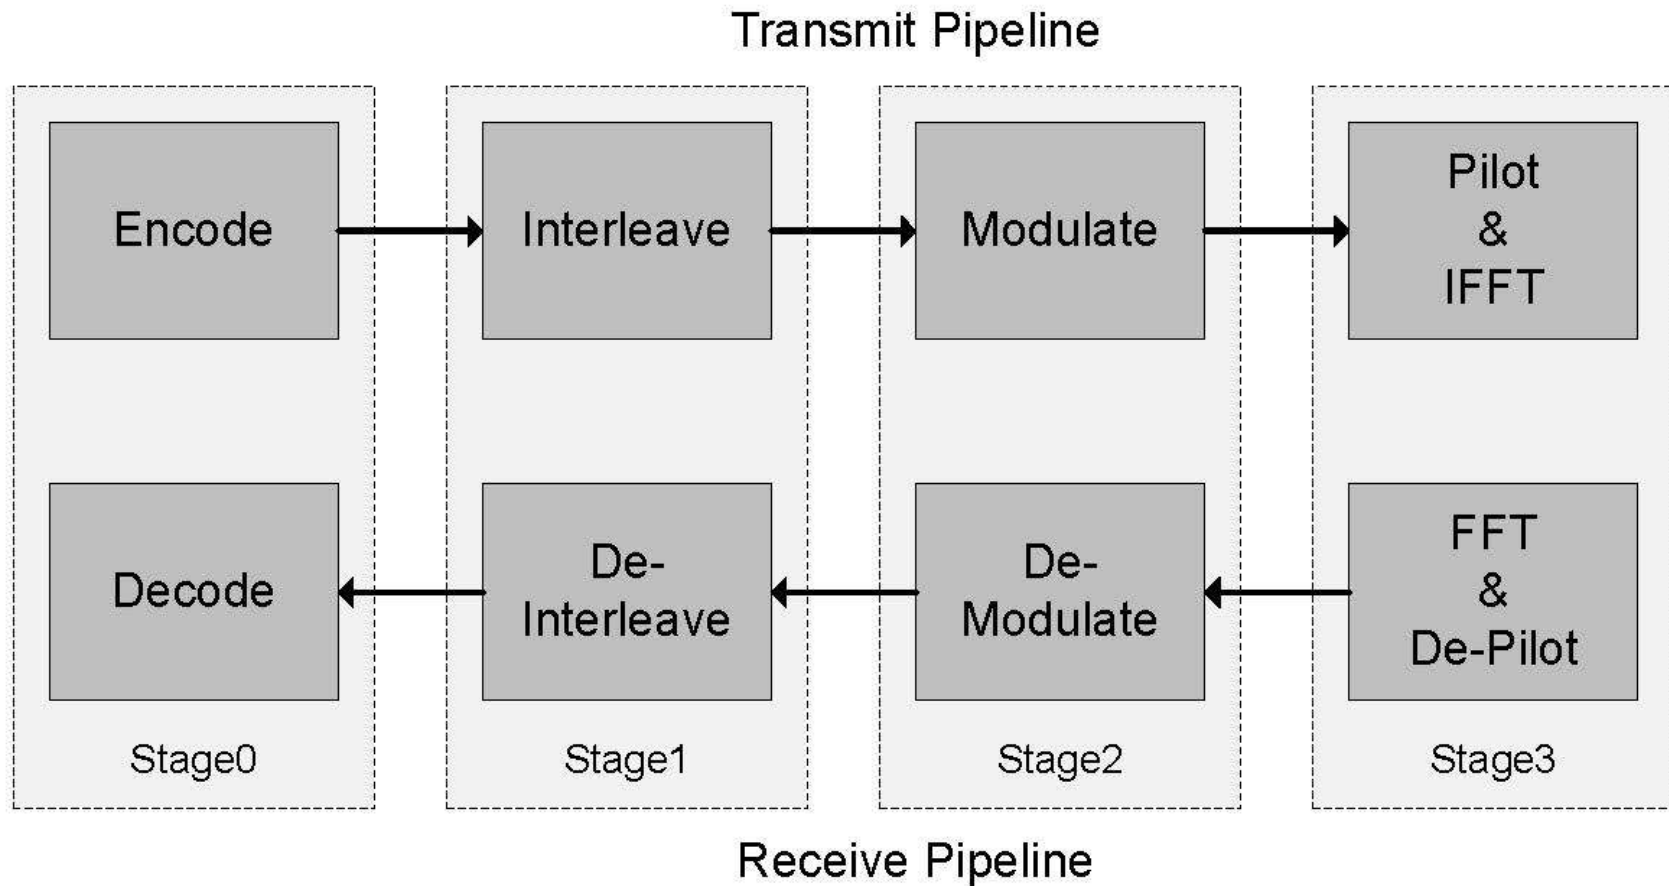 Transmit Pipeline
Encode
Interleave
Modulate
Pilot
&
IFFT
Decode
De-
Interleave
De-
Modulate
FFT
&
De-Pilot
Stage0
Stage1
Stage2
Stage3
Receive Pipeline